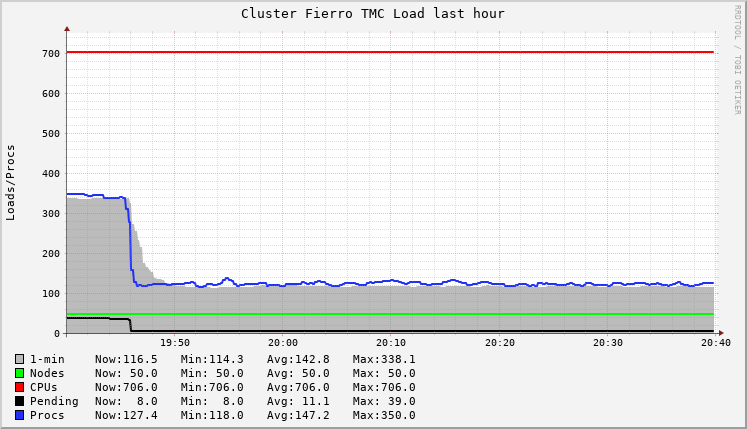 Cluster Fierro TMC Load last hour
RRDTOOL / TOBI OETIKER
Loads/Procs
700
600
500
400
300
200
100
0
19:50 20:00 20:10 20:20 20:30 20:40
1-min Now:116.5 Min:114.3 Avg:142.8 Max:338.1
Nodes Now: 50.0 Min: 50.0 Avg: 50.0 Max: 50.0
CPUs Now:706.0 Min:706.0 Avg:706.0 Max:706.0
Pending Now: 8.0 Min: 8.0 Avg: 11.1 Max: 39.0
Procs Now:127.4 Min:118.0 Avg:147.2 Max:350.0